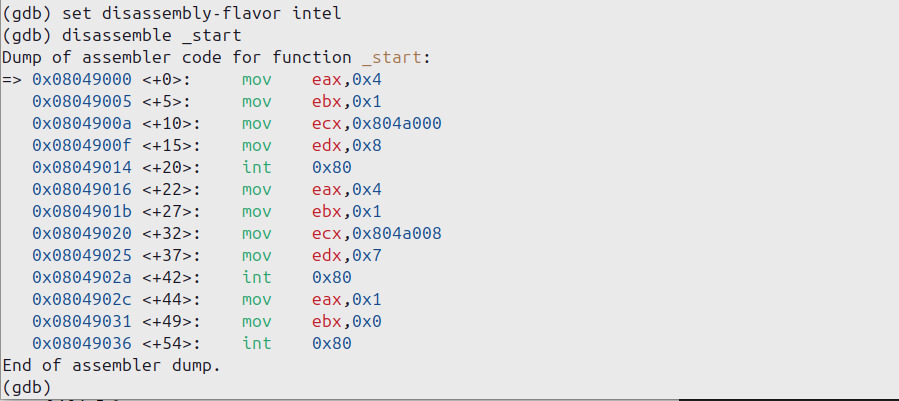 (gdb) set disassembly-flavor intel
(gdb) disassemble _start
Dump of assembler code for function _start:
=> 0x08049000 <+0>:     mov    eax,0x4
   0x08049005 <+5>:     mov    ebx,0x1
   0x0804900a <+10>:    mov    ecx,0x804a000
   0x0804900f <+15>:    mov    edx,0x8
   0x08049014 <+20>:    int    0x80
   0x08049016 <+22>:    mov    eax,0x4
   0x0804901b <+27>:    mov    ebx,0x1
   0x08049020 <+32>:    mov    ecx,0x804a008
   0x08049025 <+37>:    mov    edx,0x7
   0x0804902a <+42>:    int    0x80
   0x0804902c <+44>:    mov    eax,0x1
   0x08049031 <+49>:    mov    ebx,0x0
   0x08049036 <+54>:    int    0x80
End of assembler dump.
(gdb)